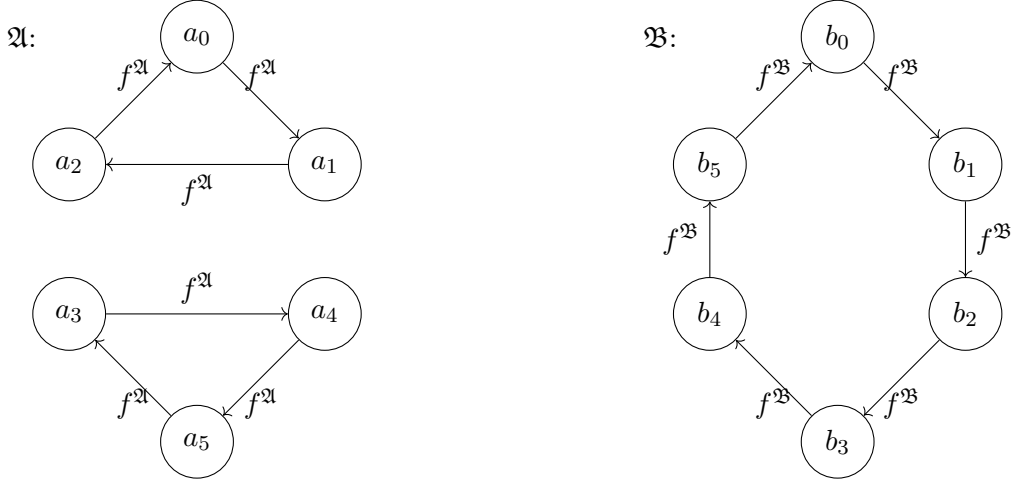 𝔄:
a₀
f^𝔄
f^𝔄
a₂
a₁
f^𝔄
a₃
f^𝔄
a₄
f^𝔄
f^𝔄
a₅
𝔅:
b₀
f^𝔅
f^𝔅
b₅
b₁
f^𝔅
f^𝔅
b₄
b₂
f^𝔅
f^𝔅
b₃